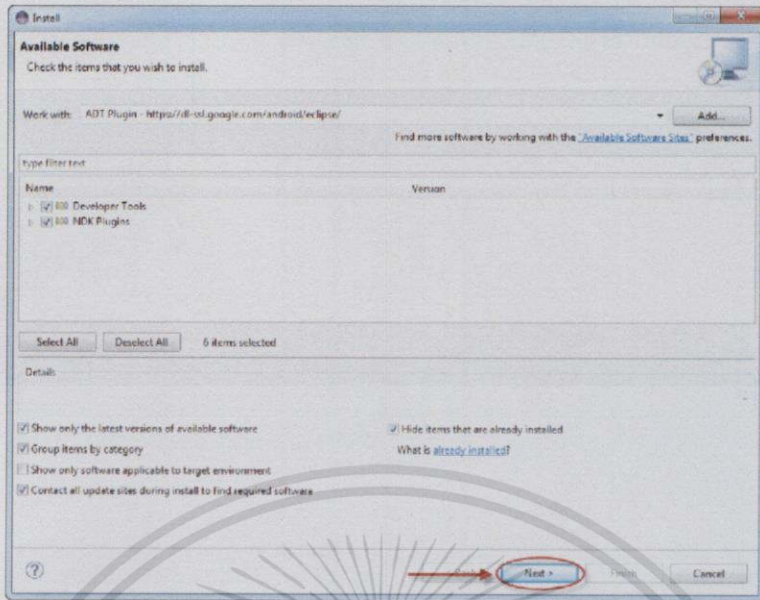 Install
Available Software
Check the items that you wish to install.
Work with: ADT Plugin - https://dl-ssl.google.com/android/eclipse/
Add...
Find more software by working with the "Available Software Sites" preferences.
type filter text
Name Version
Developer Tools
NDK Plugins
Select All Deselect All 6 items selected
Details
Show only the latest versions of available software Hide items that are already installed
Group items by category What is already installed?
Show only software applicable to target environment
Contact all update sites during install to find required software
Next > Finish Cancel